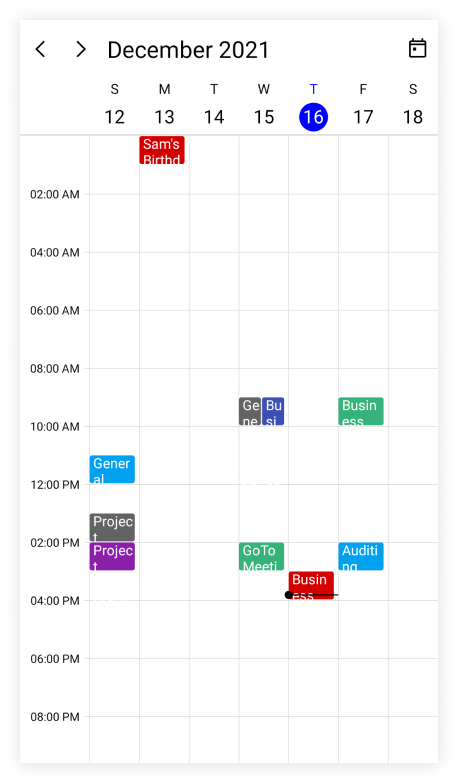 December 2021
S M T W T F S
12 13 14 15 16 17 18
Sam's
Birthd
02:00 AM
04:00 AM
06:00 AM
08:00 AM
Ge
ne
Bu
si
Busin
ess
10:00 AM
Gener
al
12:00 PM
Projec
t
02:00 PM
Projec
t
GoTo
Meeti
Auditi
ng
Busin
ess
04:00 PM
06:00 PM
08:00 PM